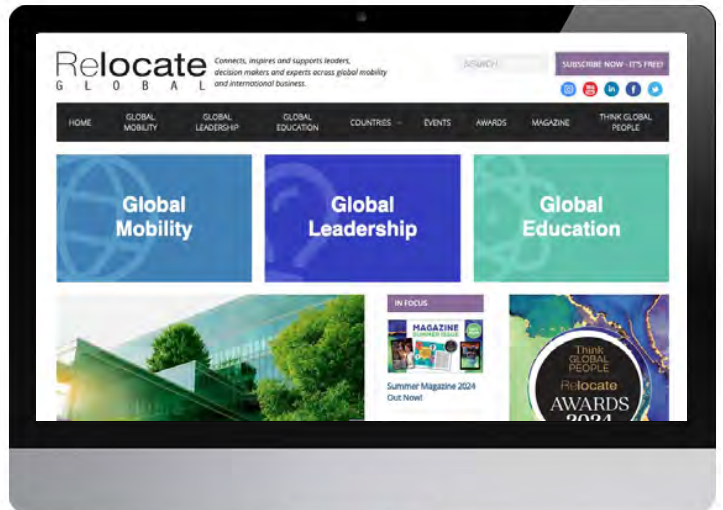 Relocate
GLOBAL
Connects, inspires and supports leaders,
decision makers and experts across global mobility
and international business.
SEARCH
SUBSCRIBE NOW - IT'S FREE!
HOME
GLOBAL
MOBILITY
GLOBAL
LEADERSHIP
GLOBAL
EDUCATION
COUNTRIES
EVENTS
AWARDS
MAGAZINE
THINK GLOBAL
PEOPLE
Global
Mobility
Global
Leadership
Global
Education
IN FOCUS
MAGAZINE
SUMMER ISSUE
Summer Magazine 2024
Out Now!
Think
GLOBAL
PEOPLE
Relocate
AWARDS
2024